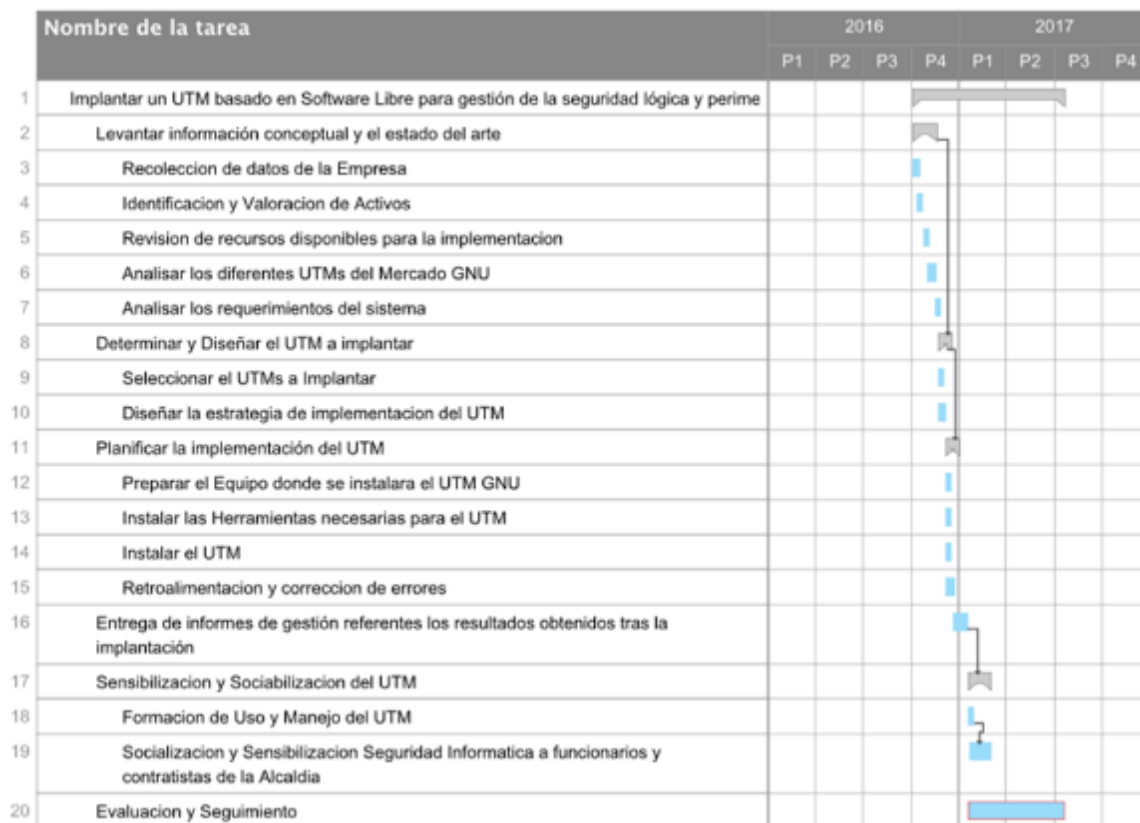 Nombre de la tarea
2016
2017
P1 P2 P3 P4 P1 P2 P3 P4
1 Implantar un UTM basado en Software Libre para gestión de la seguridad lógica y perime
2 Levantar información conceptual y el estado del arte
3 Recoleccion de datos de la Empresa
4 Identificacion y Valoracion de Activos
5 Revision de recursos disponibles para la implementacion
6 Analisar los diferentes UTMs del Mercado GNU
7 Analisar los requerimientos del sistema
8 Determinar y Diseñar el UTM a implantar
9 Seleccionar el UTMs a Implantar
10 Diseñar la estrategia de implementacion del UTM
11 Planificar la implementación del UTM
12 Preparar el Equipo donde se instalara el UTM GNU
13 Instalar las Herramientas necesarias para el UTM
14 Instalar el UTM
15 Retroalimentacion y correccion de errores
16 Entrega de informes de gestión referentes los resultados obtenidos tras la
implantación
17 Sensibilizacion y Sociabilizacion del UTM
18 Formacion de Uso y Manejo del UTM
19 Socializacion y Sensibilizacion Seguridad Informatica a funcionarios y
contratistas de la Alcaldia
20 Evaluacion y Seguimiento